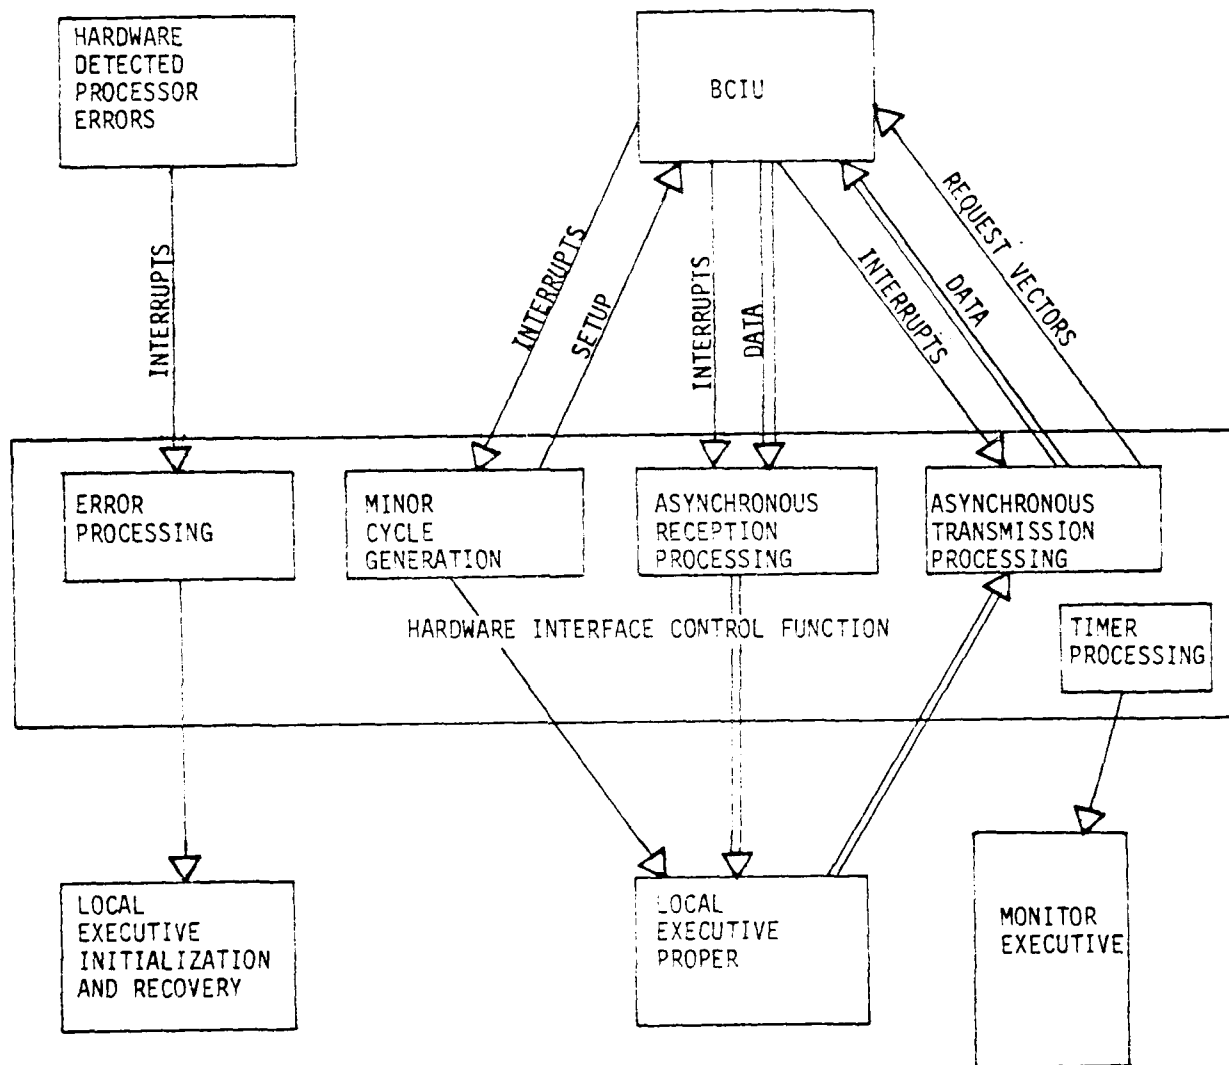 HARDWARE
DETECTED
PROCESSOR
ERRORS
BCIU
INTERRUPTS
INTERRUPTS
SETUP
INTERRUPTS
DATA
INTERRUPTS
DATA
REQUEST VECTORS
ERROR
PROCESSING
MINOR
CYCLE
GENERATION
ASYNCHRONOUS
RECEPTION
PROCESSING
ASYNCHRONOUS
TRANSMISSION
PROCESSING
HARDWARE INTERFACE CONTROL FUNCTION
TIMER
PROCESSING
LOCAL
EXECUTIVE
INITIALIZATION
AND RECOVERY
LOCAL
EXECUTIVE
PROPER
MONITOR
EXECUTIVE